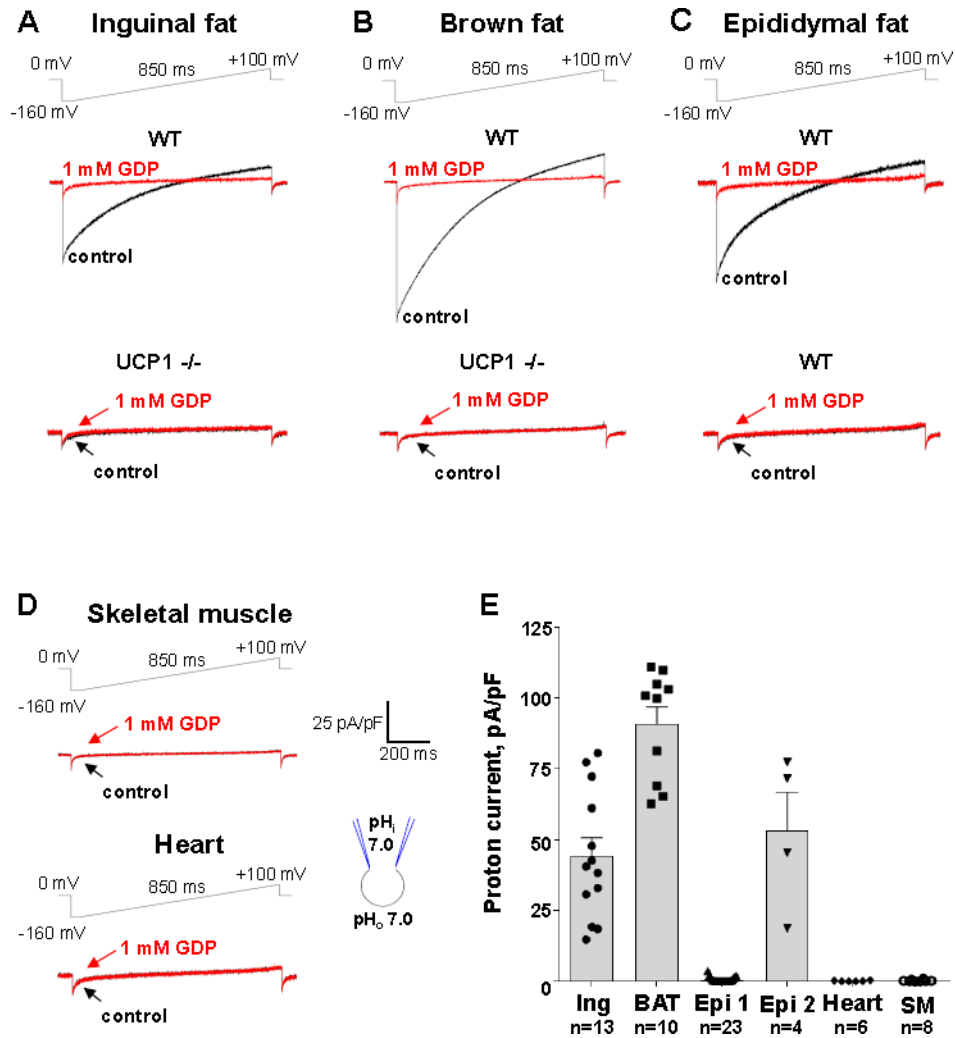 A Inguinal fat
0 mV 850 ms +100 mV
-160 mV
WT
1 mM GDP
control
UCP1 -/-
1 mM GDP
control
B Brown fat
0 mV 850 ms +100 mV
-160 mV
WT
1 mM GDP
control
UCP1 -/-
1 mM GDP
control
C Epididymal fat
0 mV 850 ms +100 mV
-160 mV
WT
1 mM GDP
control
WT
1 mM GDP
control
D
Skeletal muscle
0 mV 850 ms +100 mV
-160 mV
1 mM GDP
control
25 pA/pF
200 ms
Heart
0 mV 850 ms +100 mV
-160 mV
1 mM GDP
control
pHi
7.0
pHo 7.0
E
Proton current, pA/pF
125
100
75
50
25
0
Ing BAT Epi 1 Epi 2 Heart SM
n=13 n=10 n=23 n=4 n=6 n=8